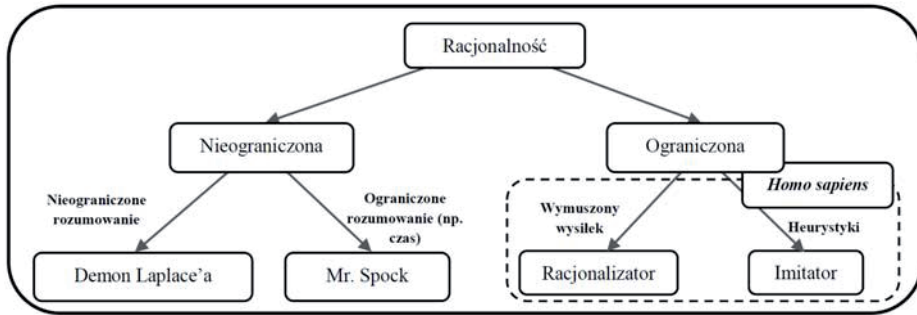 Racjonalność
Nieograniczona
Ograniczona
Homo sapiens
Nieograniczone
rozumowanie
Ograniczone
rozumowanie (np.
czas)
Wymuszony
wysiłek
Heurystyki
Demon Laplace’a
Mr. Spock
Racjonalizator
Imitator